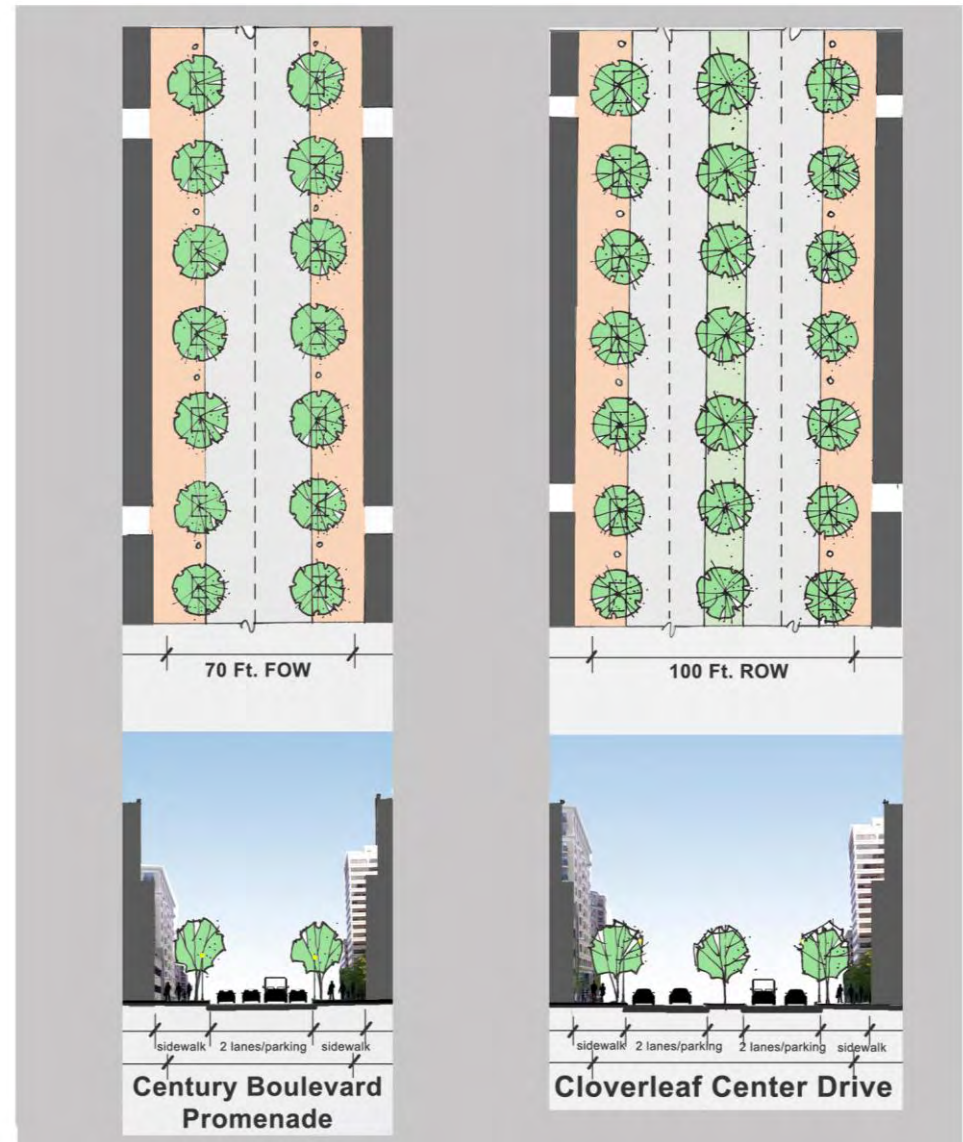 70 Ft. FOW
sidewalk 2 lanes/parking sidewalk
Century Boulevard
Promenade
100 Ft. ROW
sidewalk 2 lanes/parking 2 lanes/parking sidewalk
Cloverleaf Center Drive